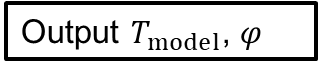 Output T_model, φ